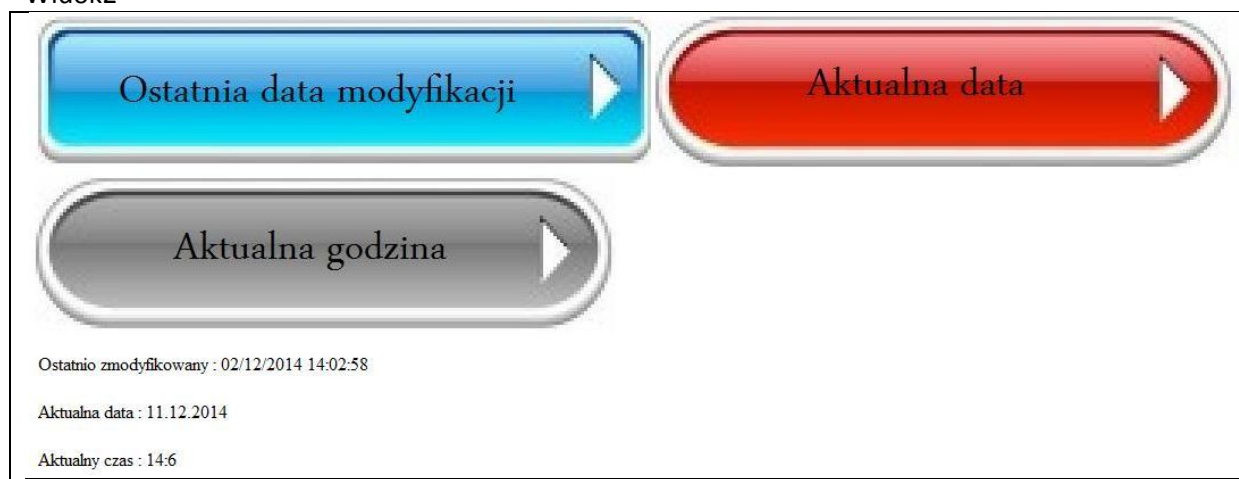 Ostatnia data modyfikacji
Aktualna data
Aktualna godzina
Ostatnio zmodyfikowany : 02/12/2014 14:02:58
Aktualna data : 11.12.2014
Aktualny czas : 14:6